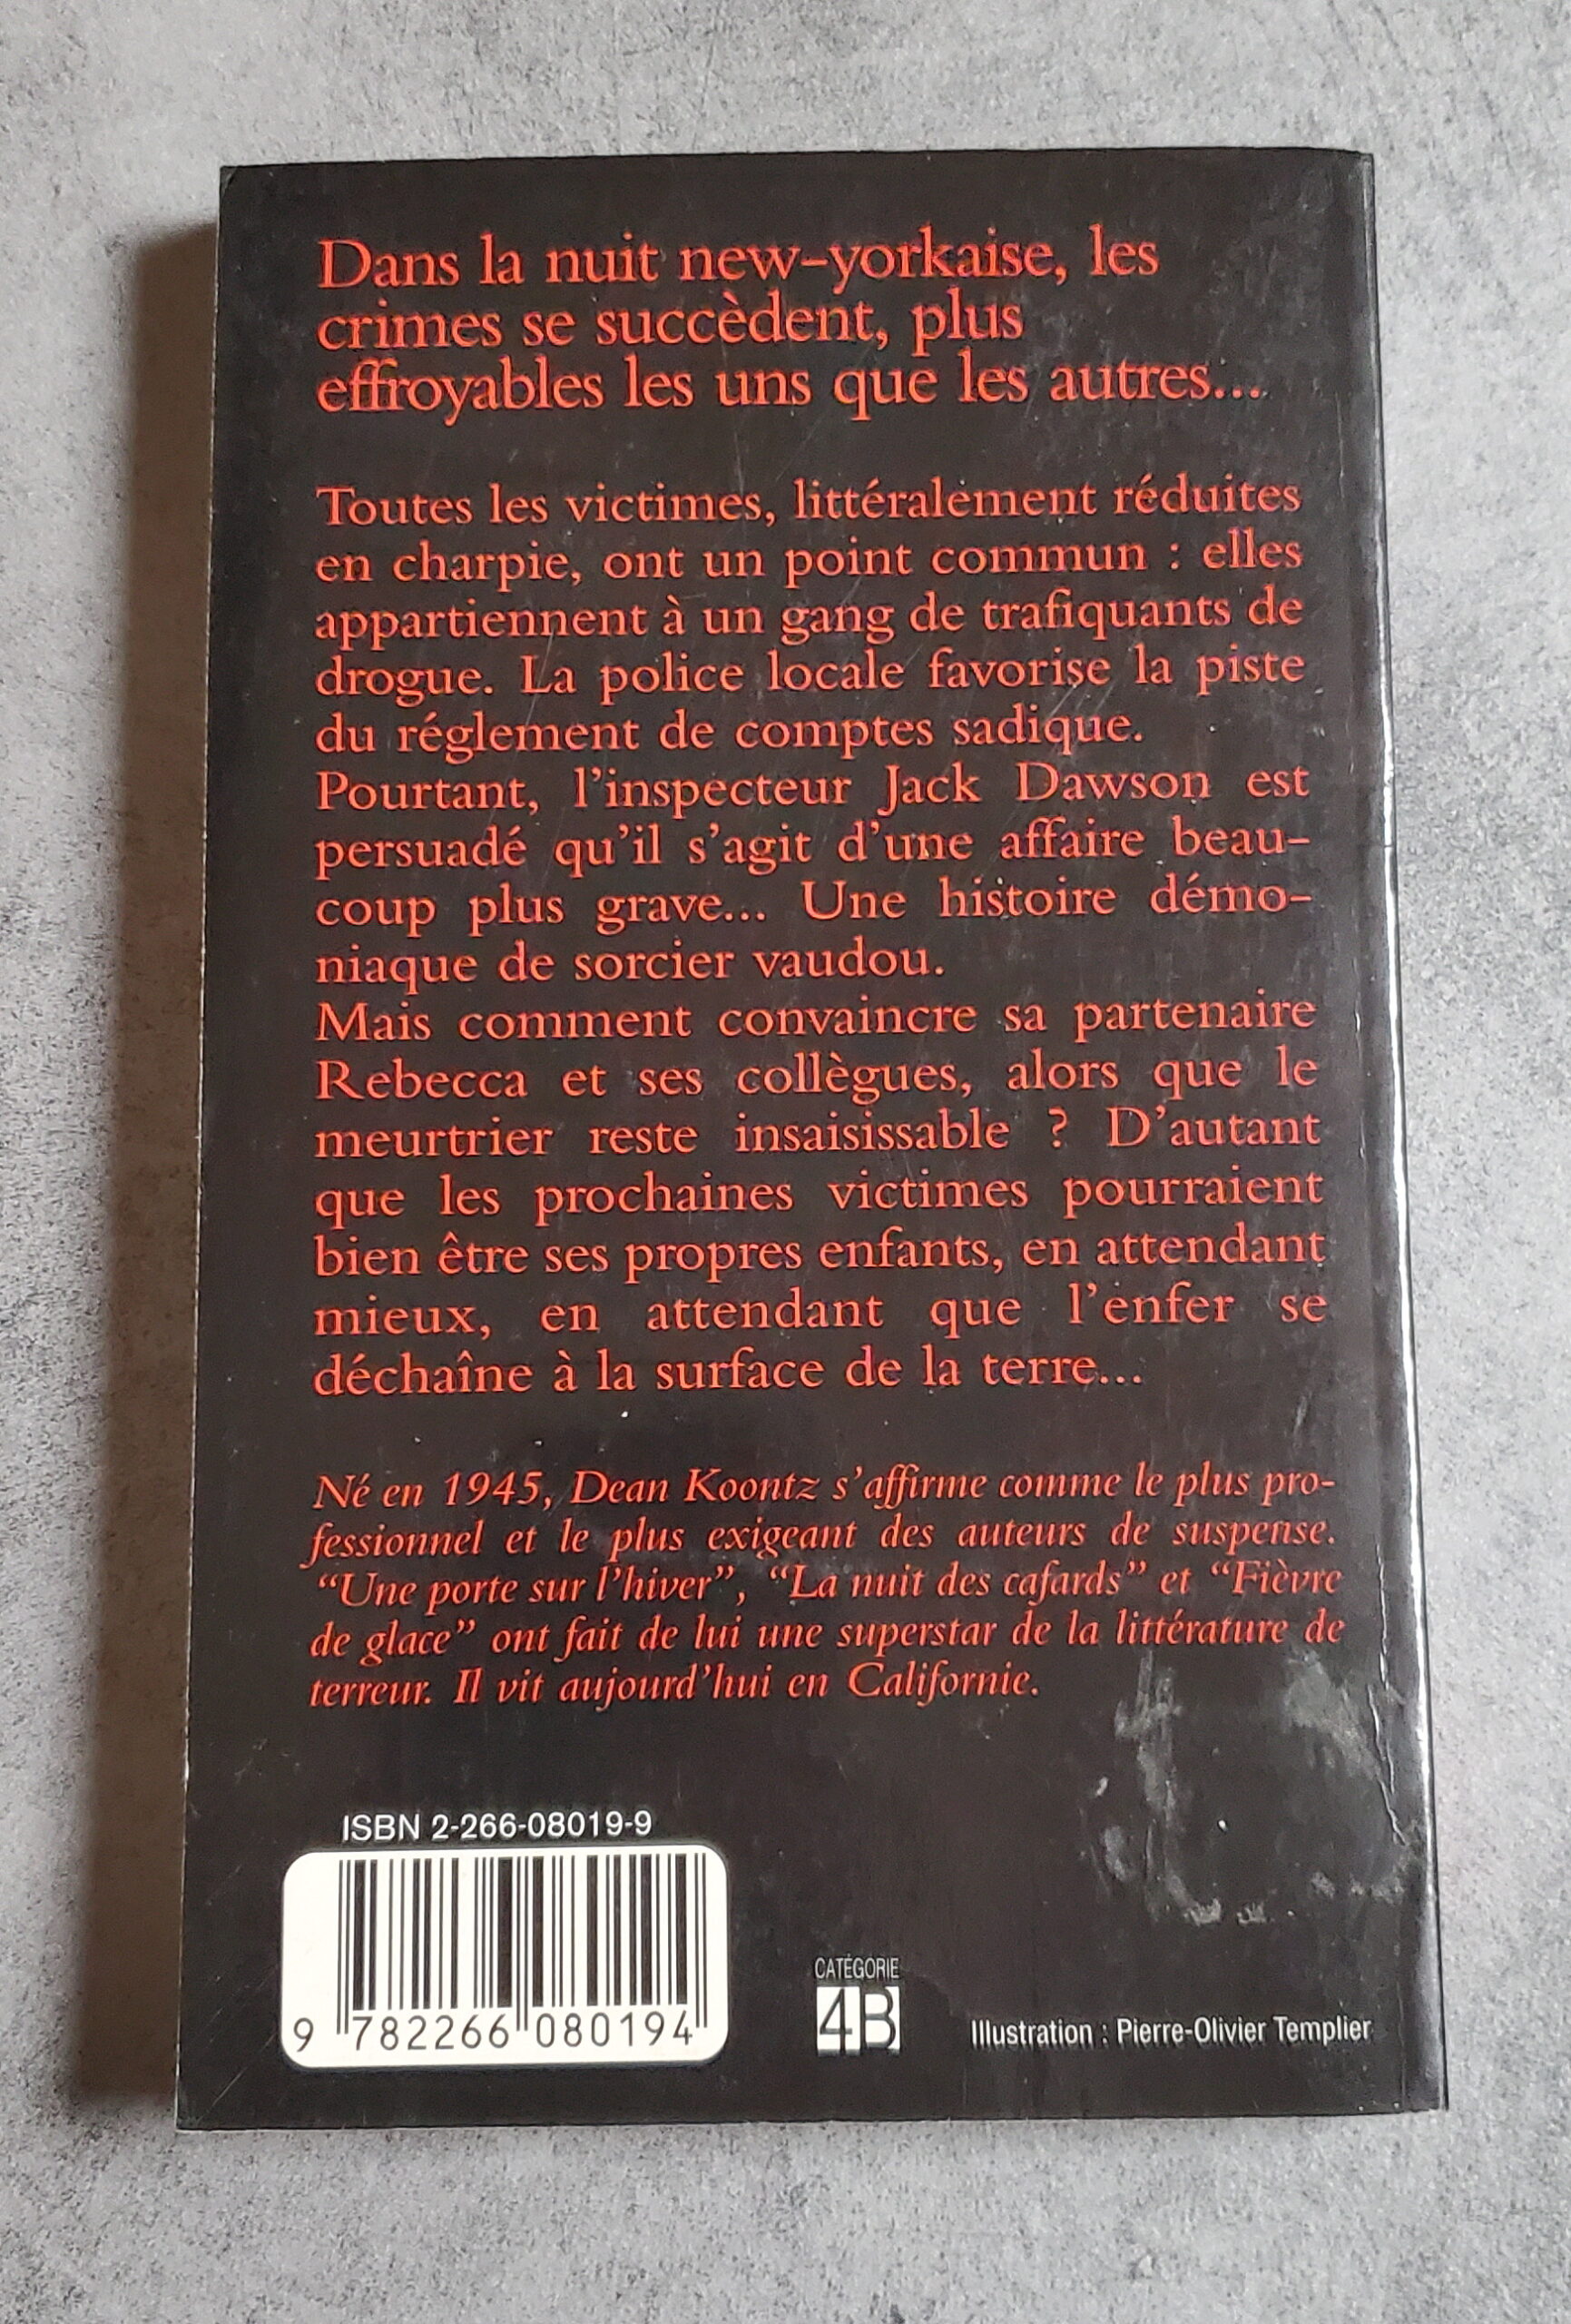 Dans la nuit new-yorkaise, les
crimes se succèdent, plus
effroyables les uns que les autres...
Toutes les victimes, littéralement réduites
en charpie, ont un point commun : elles
appartiennent à un gang de trafiquants de
drogue. La police locale favorise la piste
du réglement de comptes sadique.
Pourtant, l'inspecteur Jack Dawson est
persuadé qu'il s'agit d'une affaire beau-
coup plus grave... Une histoire démo-
niaque de sorcier vaudou.
Mais comment convaincre sa partenaire
Rebecca et ses collègues, alors que le
meurtrier reste insaisissable ? D'autant
que les prochaines victimes pourraient
bien être ses propres enfants, en attendant
mieux, en attendant que l'enfer se
déchaîne à la surface de la terre...
Né en 1945, Dean Koontz s'affirme comme le plus pro-
fessionnel et le plus exigeant des auteurs de suspense.
“Une porte sur l'hiver”, “La nuit des cafards” et “Fièvre
de glace” ont fait de lui une superstar de la littérature de
terreur. Il vit aujourd'hui en Californie.
ISBN 2-266-08019-9
9 782266 080194
CATÉGORIE
4B
Illustration : Pierre-Olivier Templier